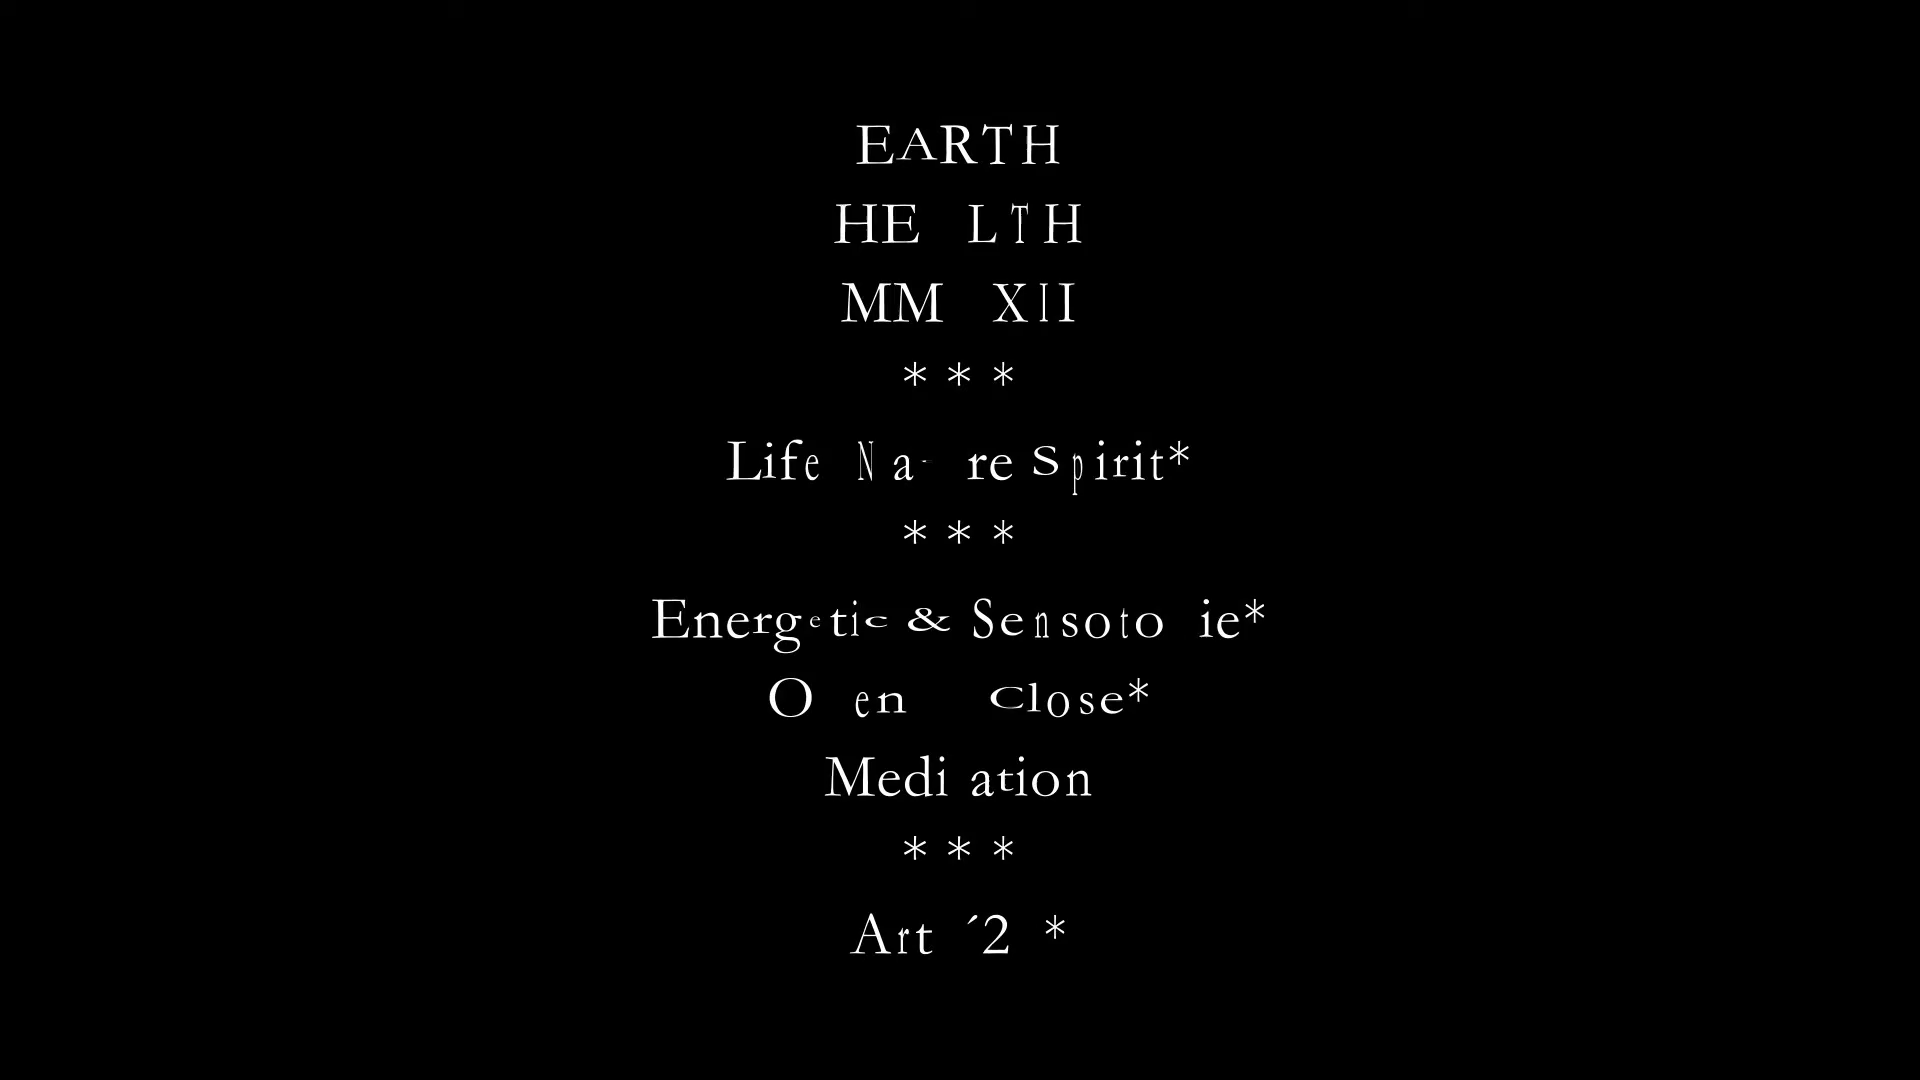 EARTH
HE LTH
MM XII
* * *
Life Na- re Spirit*
* * *
Energetic & Sensoto ie*
O en Close*
Medi ation
* * *
Art ´2 *